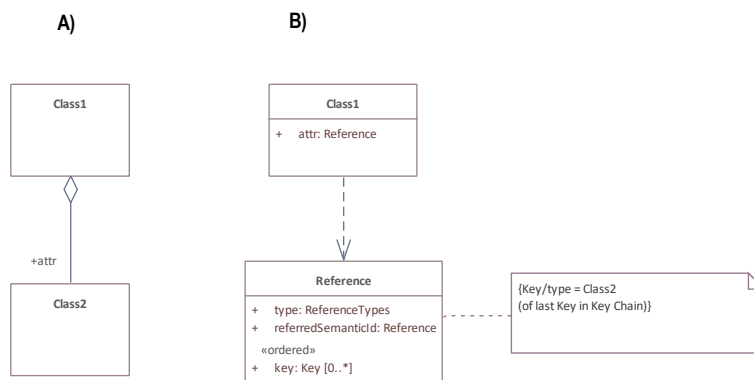 A)
B)
Class1
+attr
Class2
Class1
+ attr: Reference
Reference
+ type: ReferenceTypes
+ referredSemanticId: Reference
«ordered»
+ key: Key [0..*]
{Key/type = Class2
(of last Key in Key Chain)}